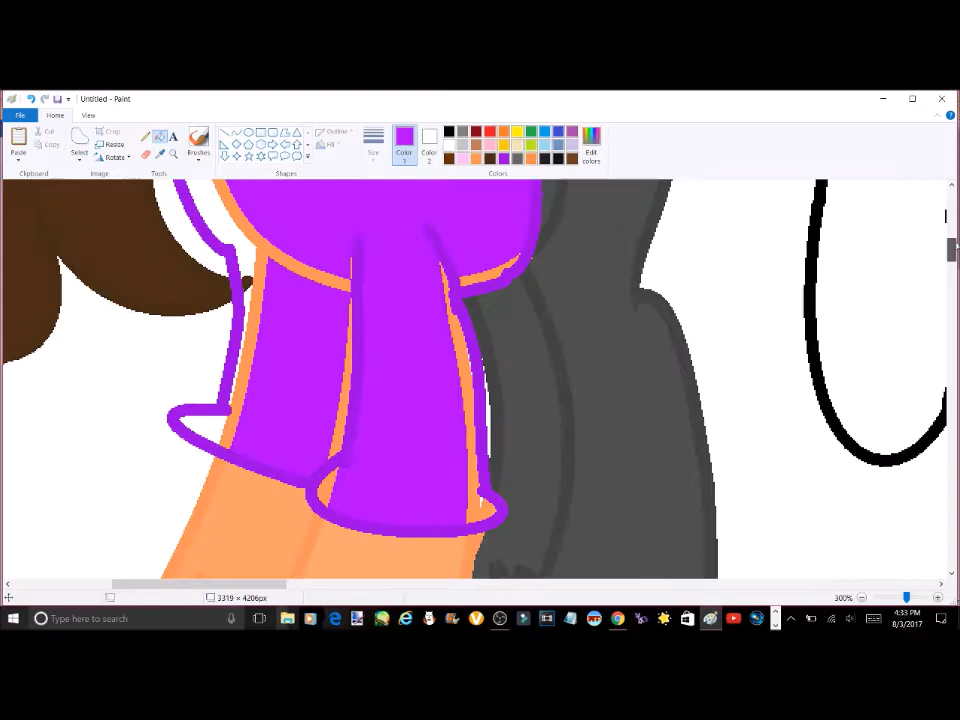 Untitled - Paint
File Home View
Paste Cut Copy
Select Crop Resize Rotate
A
Brushes
Outline Fill
Size
Color 1 Color 2
Edit colors
Clipboard Image Tools Shapes Colors
3319 × 4206px 300%
Type here to search
4:33 PM
8/3/2017